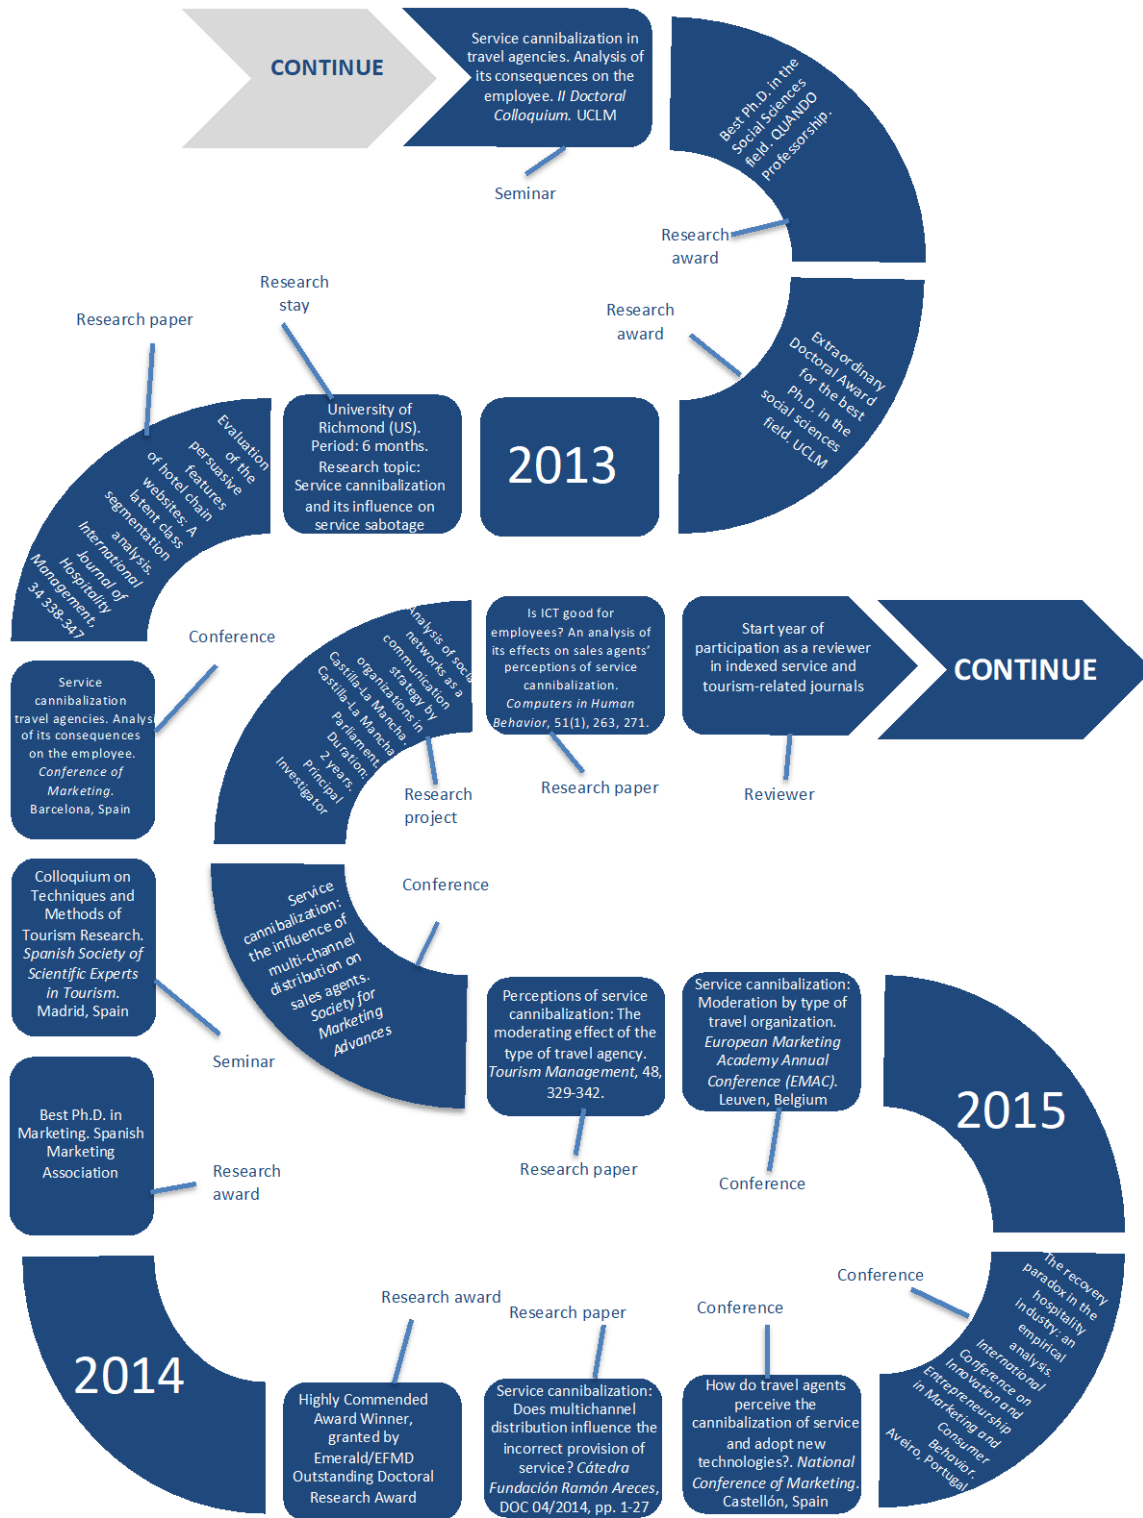 CONTINUE
Service cannibalization in
travel agencies. Analysis of
its consequences on the
employee. II Doctoral
Colloquium. UCLM
Seminar
Best Ph.D. in the
Social Sciences
field. QUANDO
Professorship.
Research
award
Extraordinary
Doctoral Award
for the best
Ph.D. in the
social sciences
field. UCLM
Research
award
2013
University of
Richmond (US).
Period: 6 months.
Research topic:
Service cannibalization
and its influence on
service sabotage
Research
stay
Evaluation
of the
persuasive
features
of hotel chain
websites: A
latent class
segmentation
analysis.
International
Journal of
Hospitality
Management,
34 338-347
Research paper
Service
cannibalization
travel agencies. Analys
of its consequences
on the employee.
Conference of
Marketing.
Barcelona, Spain
Conference
Colloquium on
Techniques and
Methods of
Tourism Research.
Spanish Society of
Scientific Experts
in Tourism.
Madrid, Spain
Seminar
Best Ph.D. in
Marketing. Spanish
Marketing
Association
Research
award
2014
Highly Commended
Award Winner,
granted by
Emerald/EFMD
Outstanding Doctoral
Research Award
Research award
Service cannibalization:
Does multichannel
distribution influence the
incorrect provision of
service? Cátedra
Fundación Ramón Areces,
DOC 04/2014, pp. 1-27
Research paper
How do travel agents
perceive the
cannibalization of service
and adopt new
technologies?. National
Conference of Marketing.
Castellón, Spain
Conference
The recovery
paradox in the
hospitality
industry: an
empirical
analysis.
International
Conference on
Innovation and
Entrepreneurship
in Marketing and
Consumer
Behavior.
Aveiro, Portugal
Conference
2015
Service cannibalization:
Moderation by type of
travel organization.
European Marketing
Academy Annual
Conference (EMAC).
Leuven, Belgium
Conference
Perceptions of service
cannibalization: The
moderating effect of the
type of travel agency.
Tourism Management, 48,
329-342.
Research paper
Service
cannibalization:
the influence of
multi-channel
distribution on
sales agents.
Society for
Marketing
Advances
Conference
Analysis of social
networks as a
communication
strategy by
organizations in
Castilla-La Mancha.
Castilla-La Mancha
Parliament.
Duration:
2 years.
Principal
Investigator
Research
project
Is ICT good for
employees? An analysis of
its effects on sales agents'
perceptions of service
cannibalization.
Computers in Human
Behavior, 51(1), 263, 271.
Research paper
Start year of
participation as a reviewer
in indexed service and
tourism-related journals
Reviewer
CONTINUE